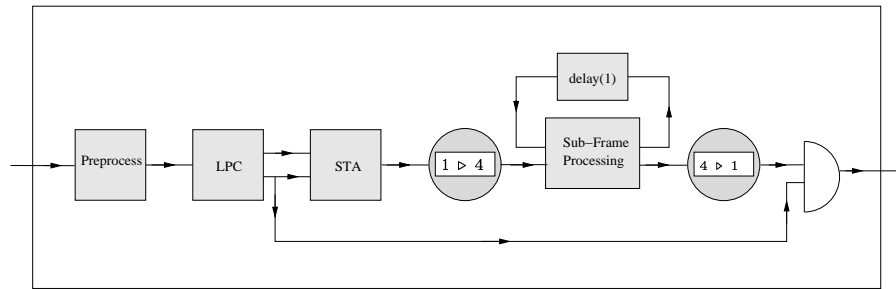 delay(1)
Preprocess
LPC
STA
1 ▷ 4
Sub−Frame
Processing
4 ▷ 1